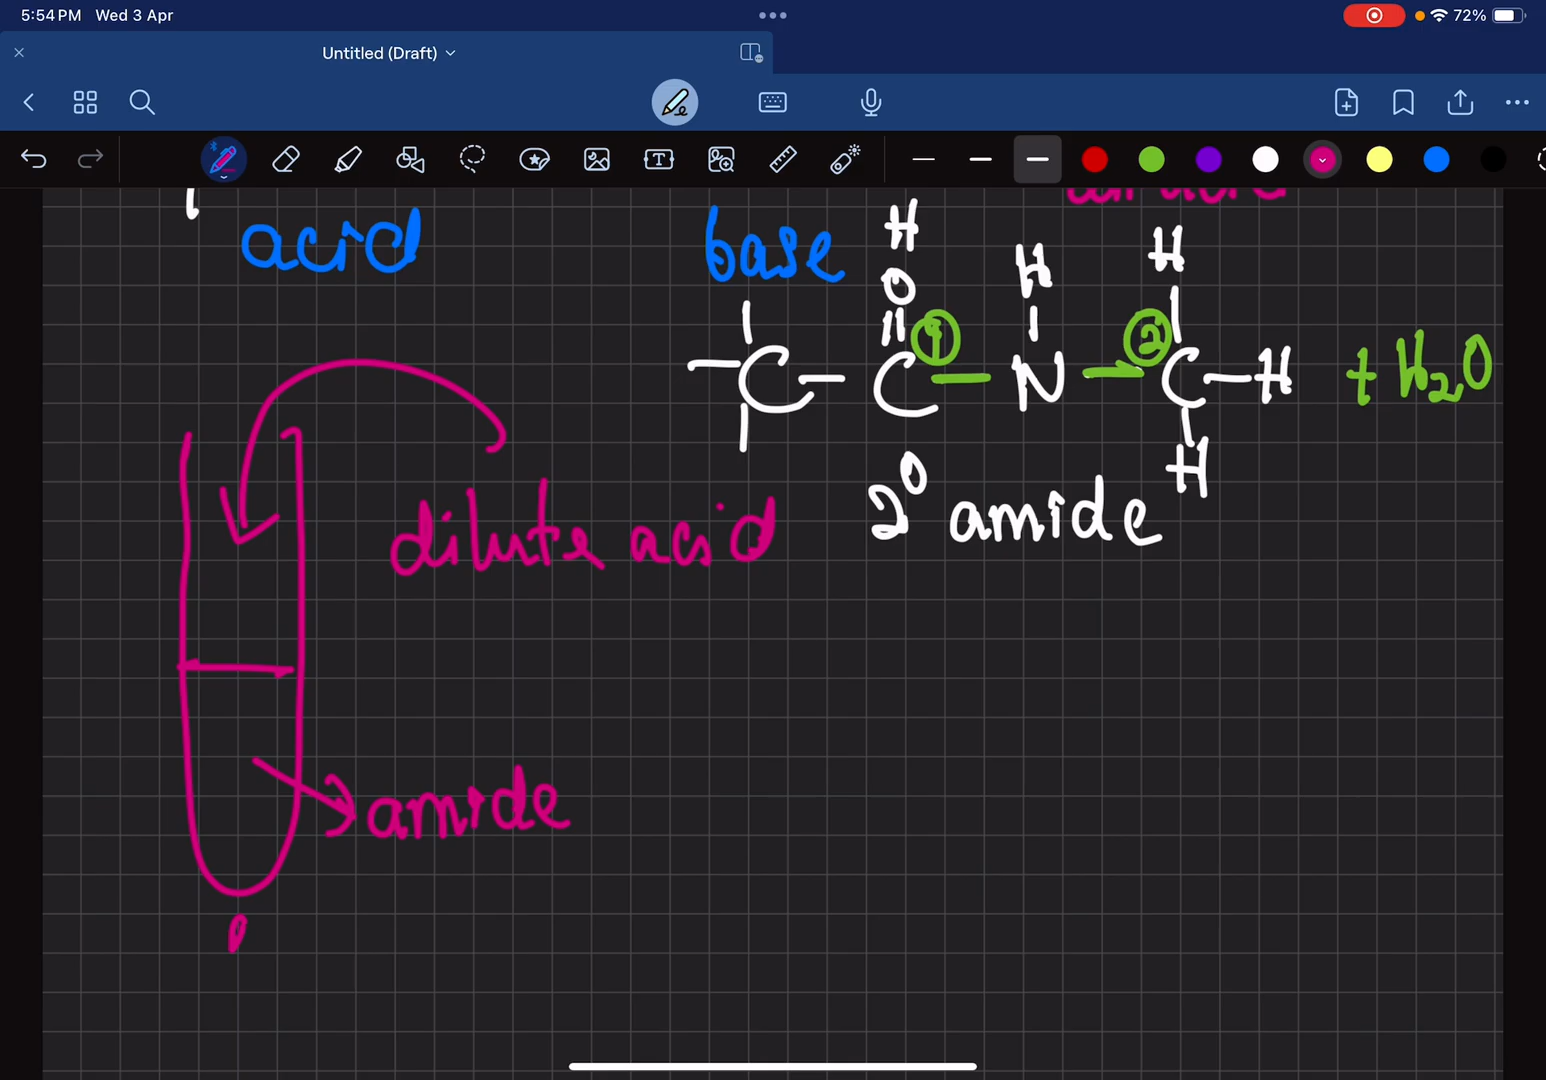 5:54 PM Wed 3 Apr
72%
Untitled (Draft)
T
acid
base
H
O H H
1 2
C - C - N - C - H + H2O
H
2° amide
dilute acid
amide